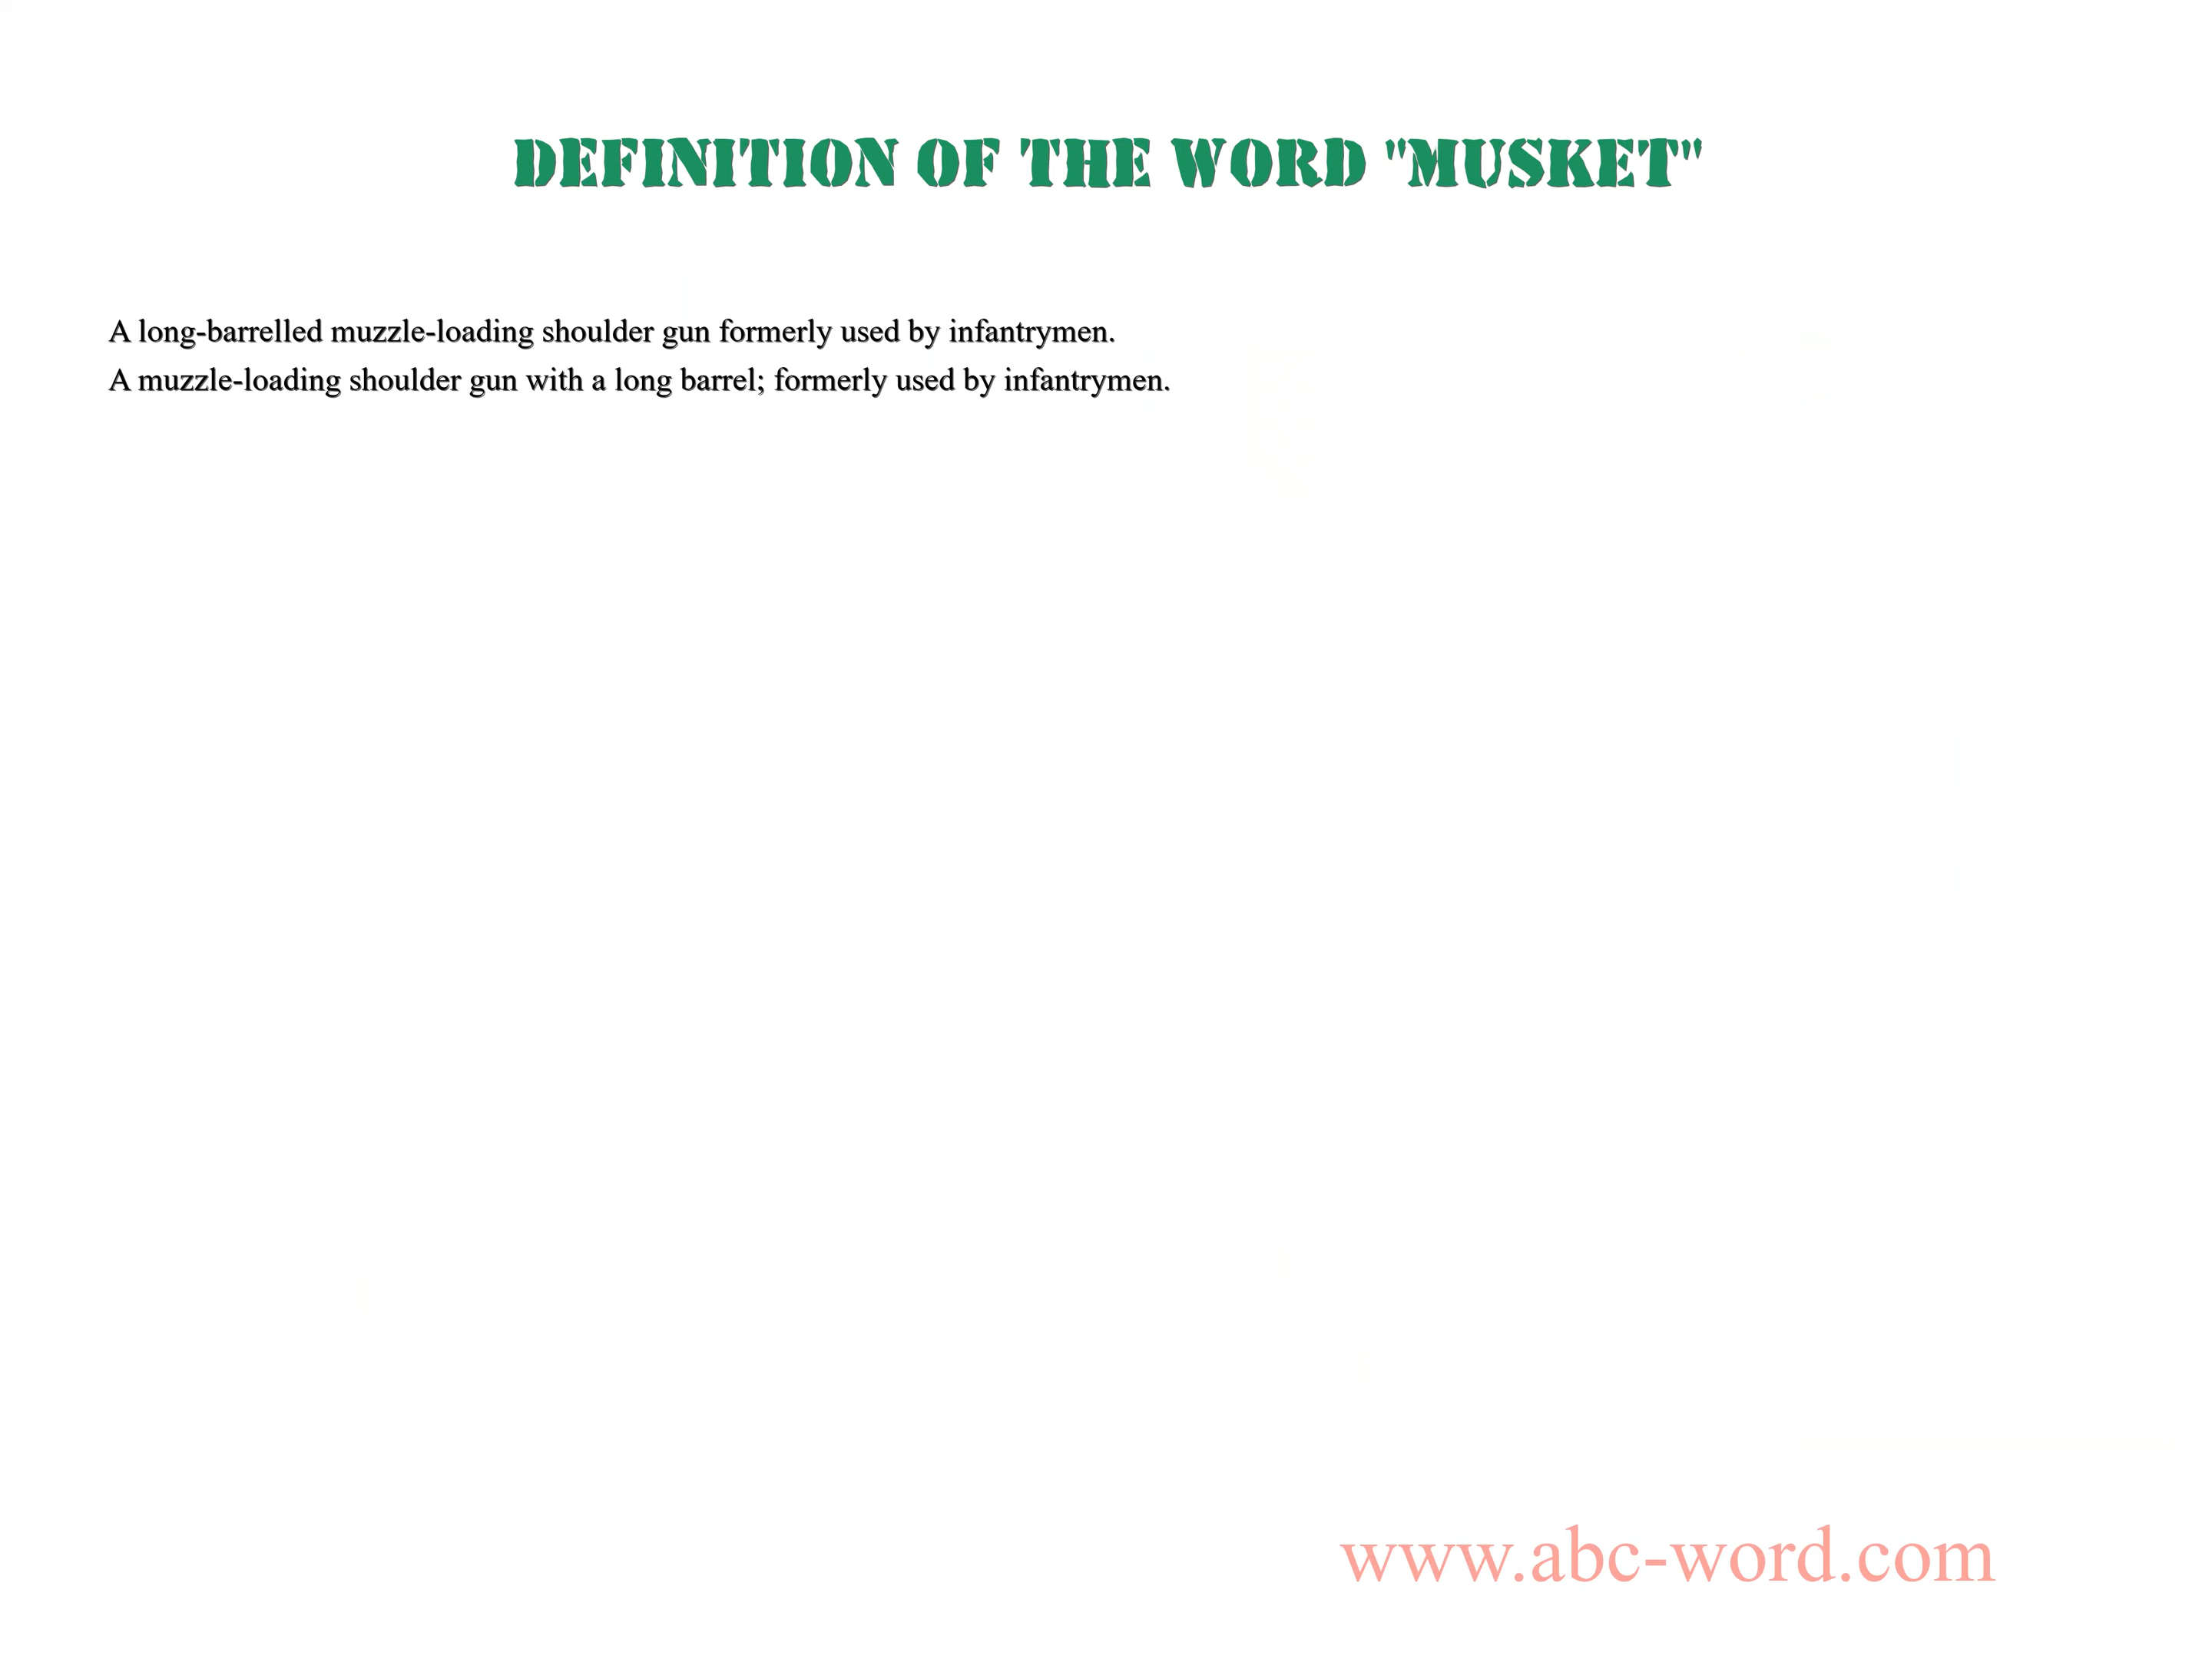 DEFINITION OF THE WORD "MUSKET"
A long-barrelled muzzle-loading shoulder gun formerly used by infantrymen.
A muzzle-loading shoulder gun with a long barrel; formerly used by infantrymen.
www.abc-word.com